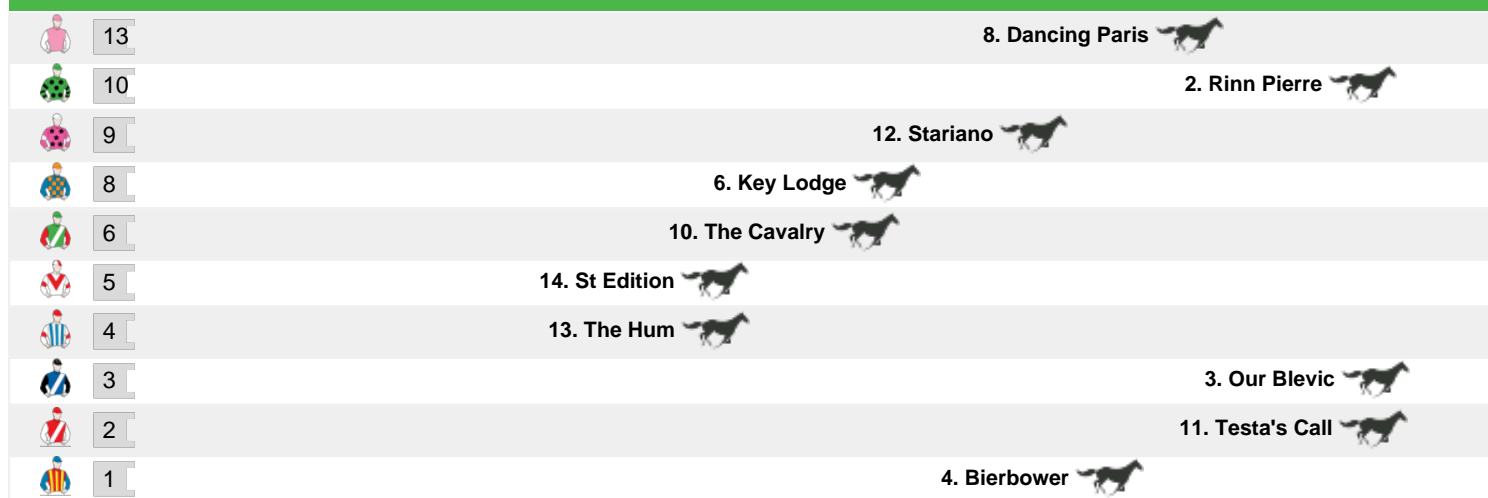 13 8. Dancing Paris
10 2. Rinn Pierre
9 12. Stariano
8 6. Key Lodge
6 10. The Cavalry
5 14. St Edition
4 13. The Hum
3 3. Our Blevic
2 11. Testa's Call
1 4. Bierbower